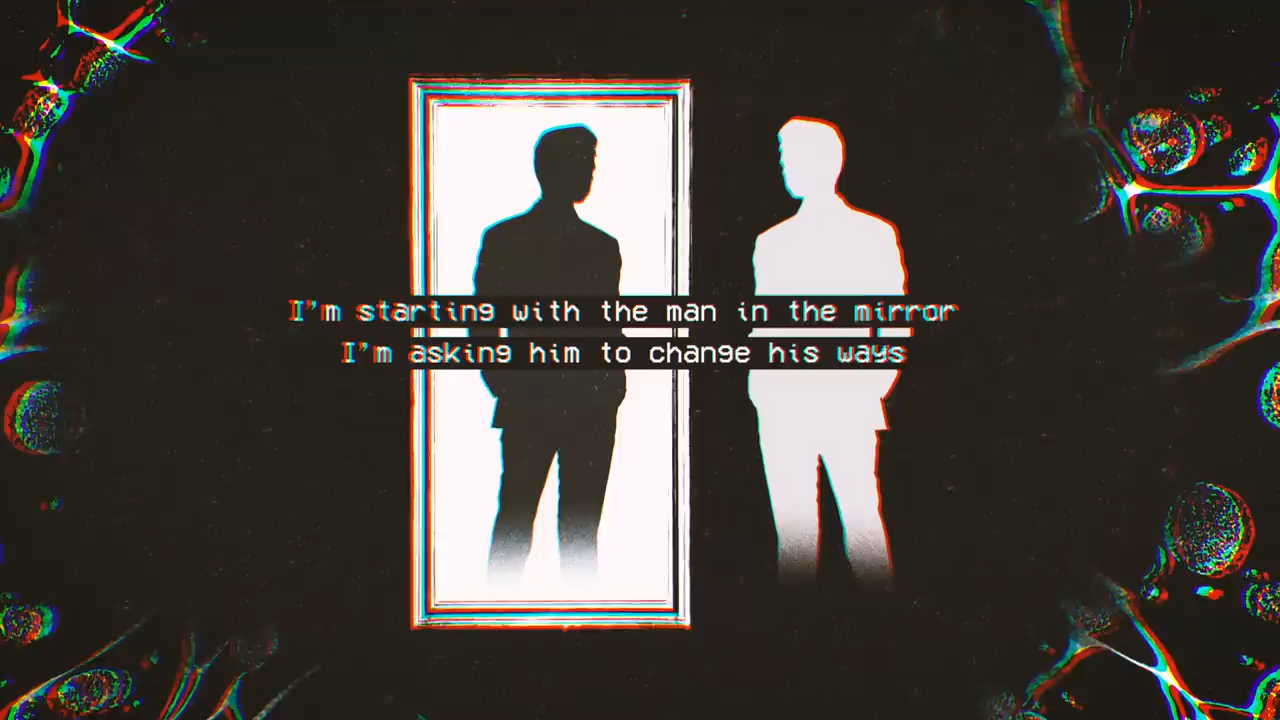 I'm starting with the man in the mirror
I'm asking him to change his ways